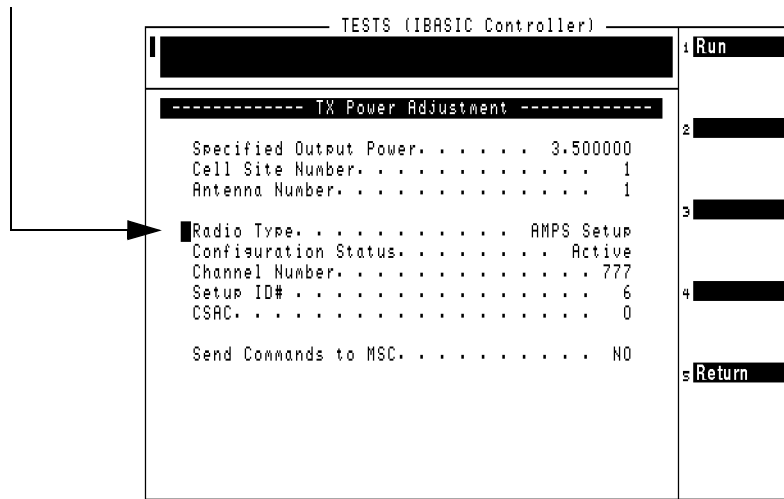 TESTS (IBASIC Controller)
1 Run
------------- TX Power Adjustment -------------
2
Specified Output Power. . . . . . 3.500000
Cell Site Number. . . . . . . . . . . . . 1
Antenna Number. . . . . . . . . . . . . . 1
3
Radio Type. . . . . . . . . . . AMPS Setup
Configuration Status. . . . . . . . Active
Channel Number. . . . . . . . . . . . . 777
Setup ID# . . . . . . . . . . . . . . . . 6
4
CSAC. . . . . . . . . . . . . . . . . . . 0
Send Commands to MSC. . . . . . . . . . NO
5 Return